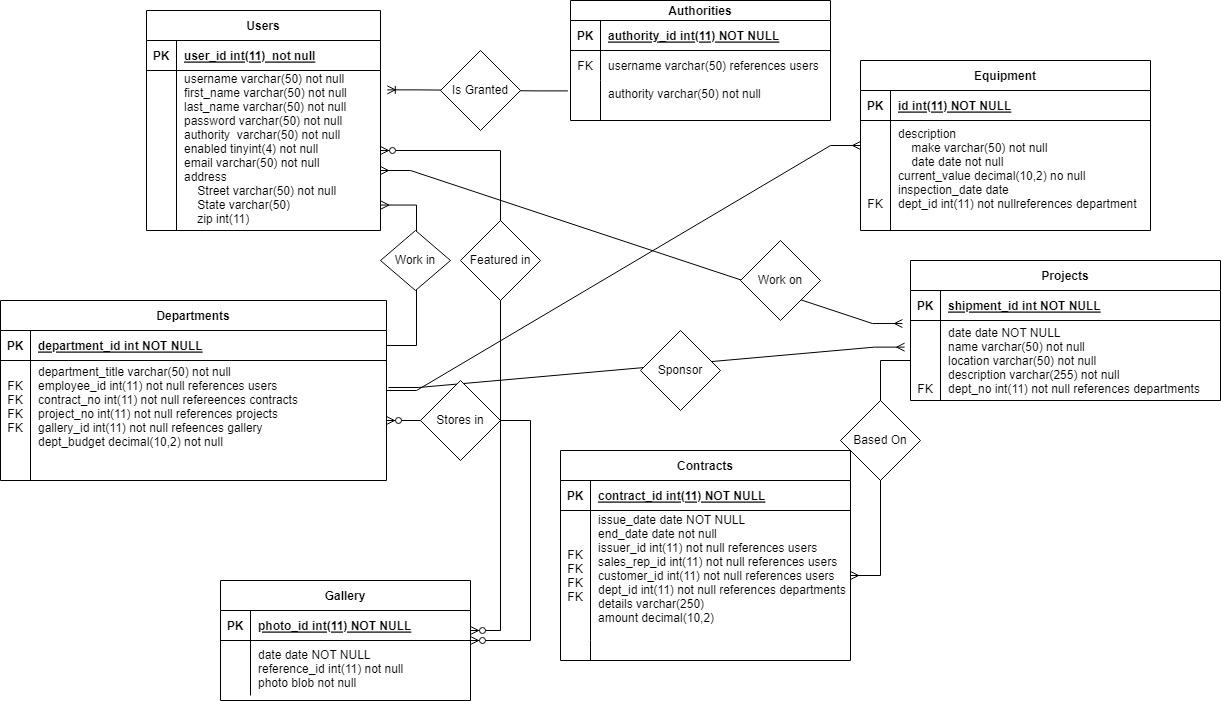 Users
PK user_id int(11)  not null
username varchar(50) not null
first_name varchar(50) not null
last_name varchar(50) not null
password varchar(50) not null
authority  varchar(50) not null
enabled tinyint(4) not null
email varchar(50) not null
address
Street varchar(50) not null
State varchar(50)
zip int(11)
Is Granted
Authorities
PK authority_id int(11) NOT NULL
FK username varchar(50) references users
authority varchar(50) not null
Equipment
PK id int(11) NOT NULL
description
make varchar(50) not null
date date not null
current_value decimal(10,2) no null
inspection_date date
FK dept_id int(11) not nullreferences department
Work in
Featured in
Work on
Projects
PK shipment_id int NOT NULL
date date NOT NULL
name varchar(50) not null
location varchar(50) not null
description varchar(255) not null
FK dept_no int(11) not null references departments
Departments
PK department_id int NOT NULL
department_title varchar(50) not null
FK employee_id int(11) not null references users
FK contract_no int(11) not null refereences contracts
FK project_no int(11) not null references projects
FK gallery_id int(11) not null refeences gallery
dept_budget decimal(10,2) not null
Sponsor
Stores in
Based On
Contracts
PK contract_id int(11) NOT NULL
issue_date date NOT NULL
end_date date not null
FK issuer_id int(11) not null references users
FK sales_rep_id int(11) not null references users
FK customer_id int(11) not null references users
FK dept_id int(11) not null references departments
details varchar(250)
amount decimal(10,2)
Gallery
PK photo_id int(11) NOT NULL
date date NOT NULL
reference_id int(11) not null
photo blob not null